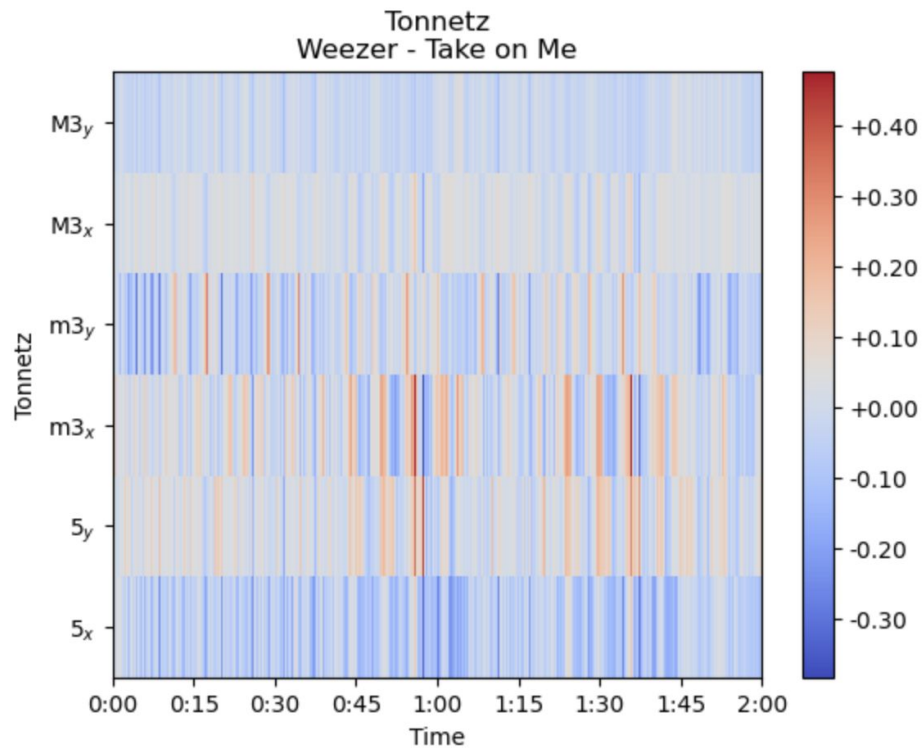 Tonnetz
Weezer - Take on Me
M3y
M3x
m3y
m3x
5y
5x
Tonnetz
0:00 0:15 0:30 0:45 1:00 1:15 1:30 1:45 2:00
Time
+0.40
+0.30
+0.20
+0.10
+0.00
-0.10
-0.20
-0.30